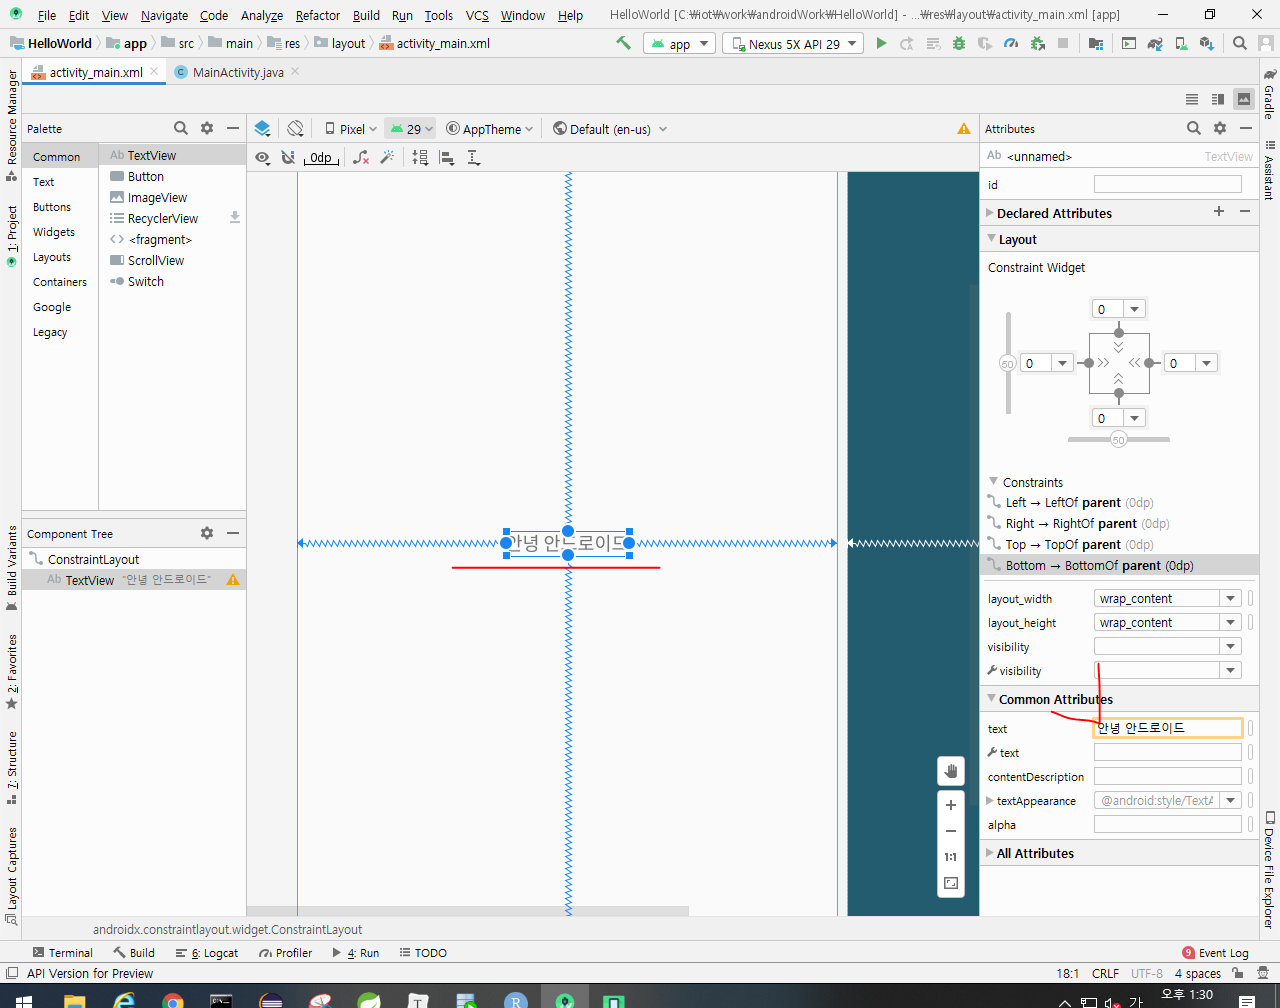 File Edit View Navigate Code Analyze Refactor Build Run Tools VCS Window Help HelloWorld [C:₩iot₩work₩androidWork₩HelloWorld] - ...₩res₩layout₩activity_main.xml [app]
HelloWorld app src main res layout activity_main.xml app Nexus 5X API 29
activity_main.xml MainActivity.java
Palette Pixel 29 AppTheme Default (en-us) Attributes
0dp
Common
Text
Buttons
Widgets
Layouts
Containers
Google
Legacy
Ab TextView
Button
ImageView
RecyclerView
<fragment>
ScrollView
Switch
Component Tree
ConstraintLayout
Ab TextView "안녕 안드로이드"
안녕 안드로이드
1:1
Ab <unnamed> TextView
id
Declared Attributes
Layout
Constraint Widget
0
50 0 0
0
50
Constraints
Left → LeftOf parent (0dp)
Right → RightOf parent (0dp)
Top → TopOf parent (0dp)
Bottom → BottomOf parent (0dp)
layout_width wrap_content
layout_height wrap_content
visibility
visibility
Common Attributes
text 안녕 안드로이드
text
contentDescription
textAppearance @android:style/TextA
alpha
All Attributes
Resource Manager
1: Project
Build Variants
2: Favorites
7: Structure
Layout Captures
Gradle
Assistant
Device File Explorer
androidx.constraintlayout.widget.ConstraintLayout
Terminal Build 6: Logcat Profiler 4: Run TODO 9 Event Log
API Version for Preview 18:1 CRLF UTF-8 4 spaces
T R 가 오후 1:30